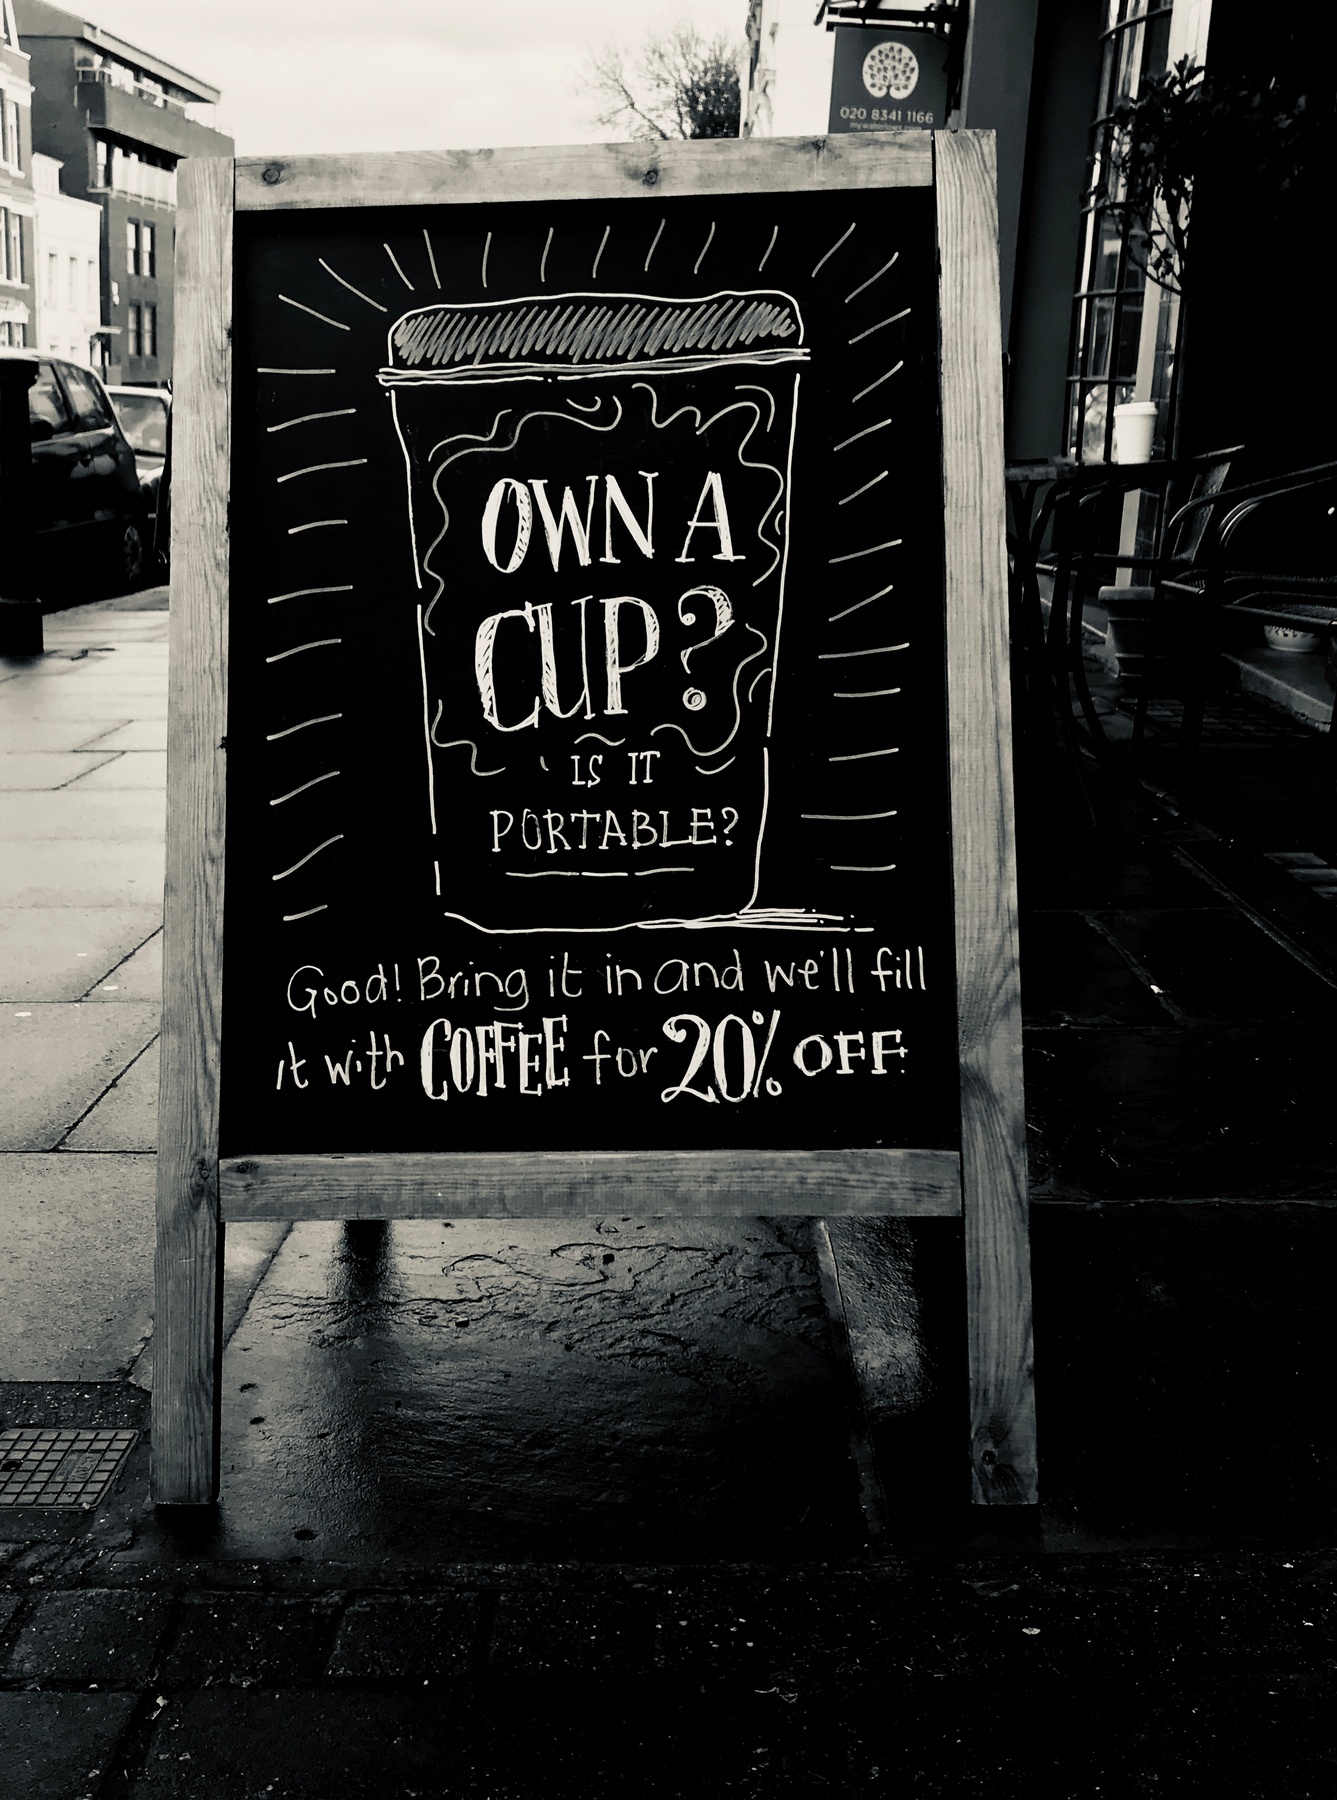 020 8341 1166
OWN A
CUP?
IS IT
PORTABLE?
Good! Bring it in and we'll fill
it with COFFEE for 20% OFF